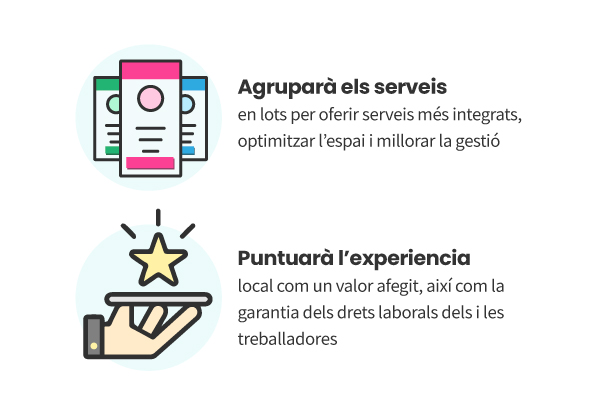 Agruparà els serveis
en lots per oferir serveis més integrats,
optimitzar l’espai i millorar la gestió
Puntuarà l’experiencia
local com un valor afegit, així com la
garantia dels drets laborals dels i les
treballadores